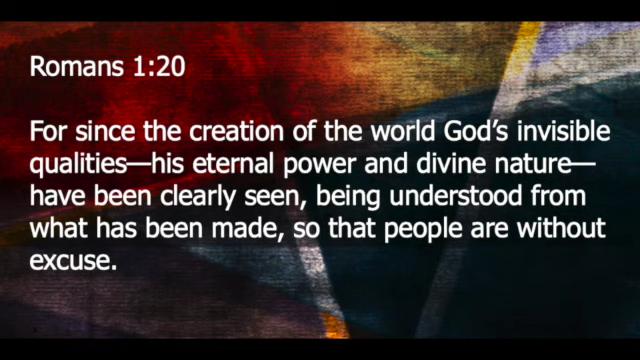 Romans 1:20
For since the creation of the world God's invisible
qualities—his eternal power and divine nature—
have been clearly seen, being understood from
what has been made, so that people are without
excuse.